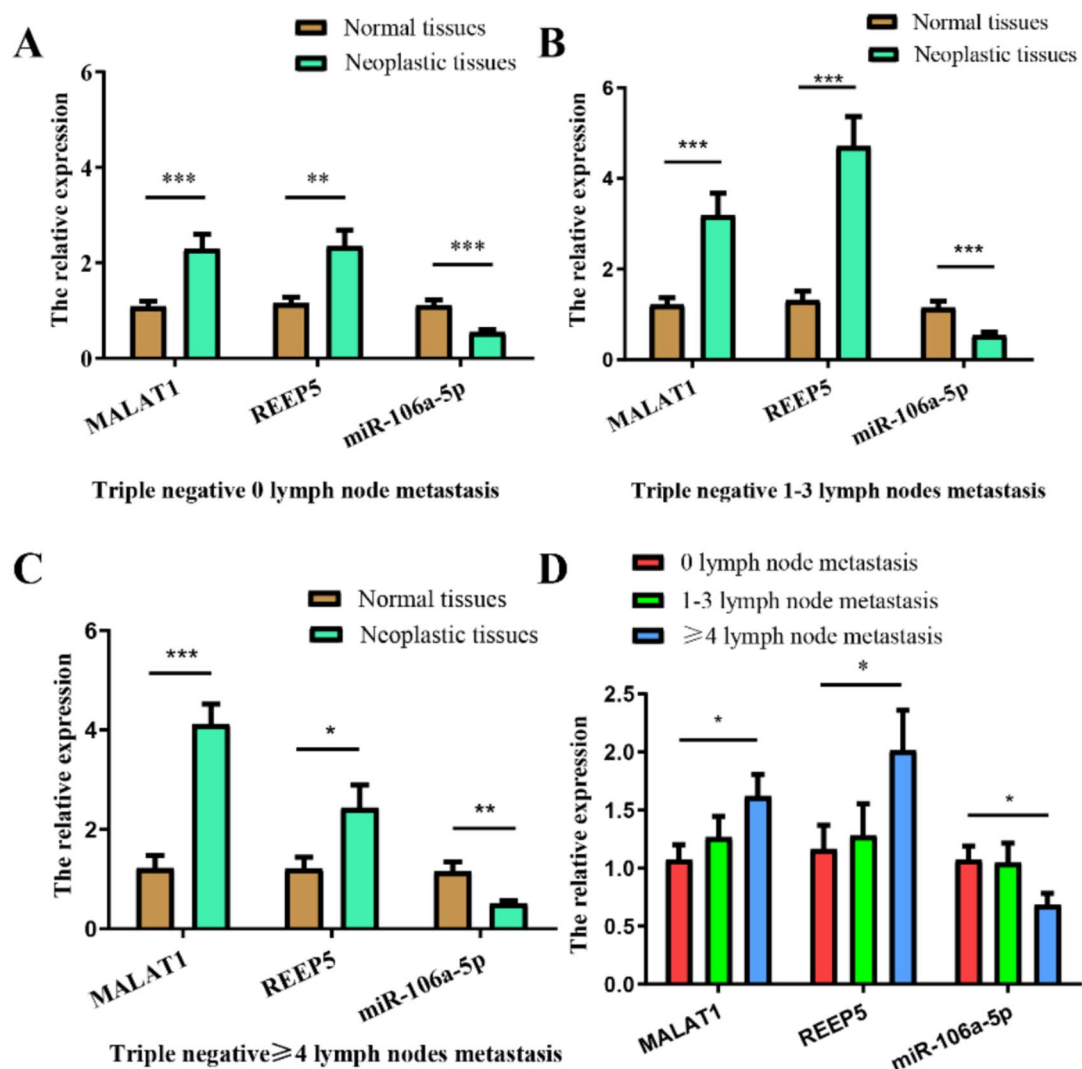 A
Normal tissues
Neoplastic tissues
The relative expression
6
4
2
0
***
**
***
MALAT1
REEP5
miR-106a-5p
Triple negative 0 lymph node metastasis
B
Normal tissues
Neoplastic tissues
The relative expression
6
4
2
0
***
***
***
MALAT1
REEP5
miR-106a-5p
Triple negative 1-3 lymph nodes metastasis
C
Normal tissues
Neoplastic tissues
The relative expression
6
4
2
0
***
*
**
MALAT1
REEP5
miR-106a-5p
Triple negative≥4 lymph nodes metastasis
D
0 lymph node metastasis
1-3 lymph node metastasis
≥4 lymph node metastasis
The relative expression
2.5
2.0
1.5
1.0
0.5
0.0
*
*
*
MALAT1
REEP5
miR-106a-5p